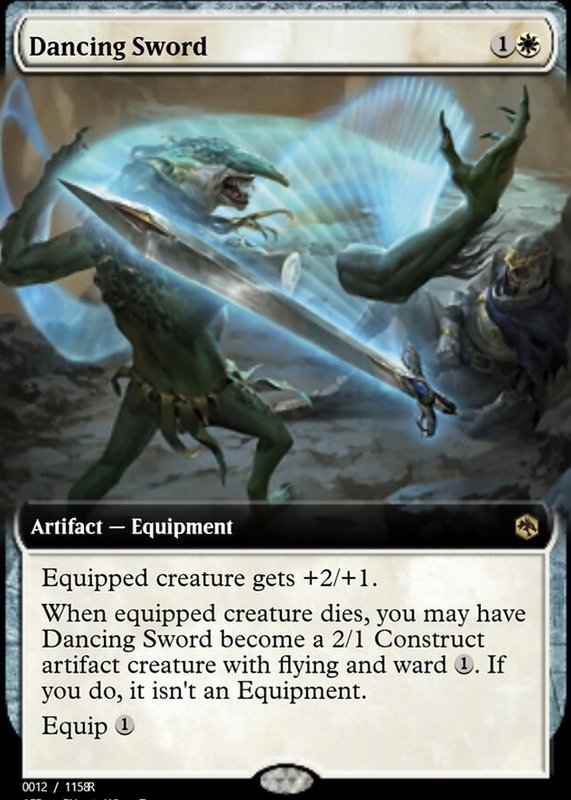 Dancing Sword 1
Artifact — Equipment
Equipped creature gets +2/+1.
When equipped creature dies, you may have
Dancing Sword become a 2/1 Construct
artifact creature with flying and ward 1. If
you do, it isn't an Equipment.
Equip 1
0012 / 1158R